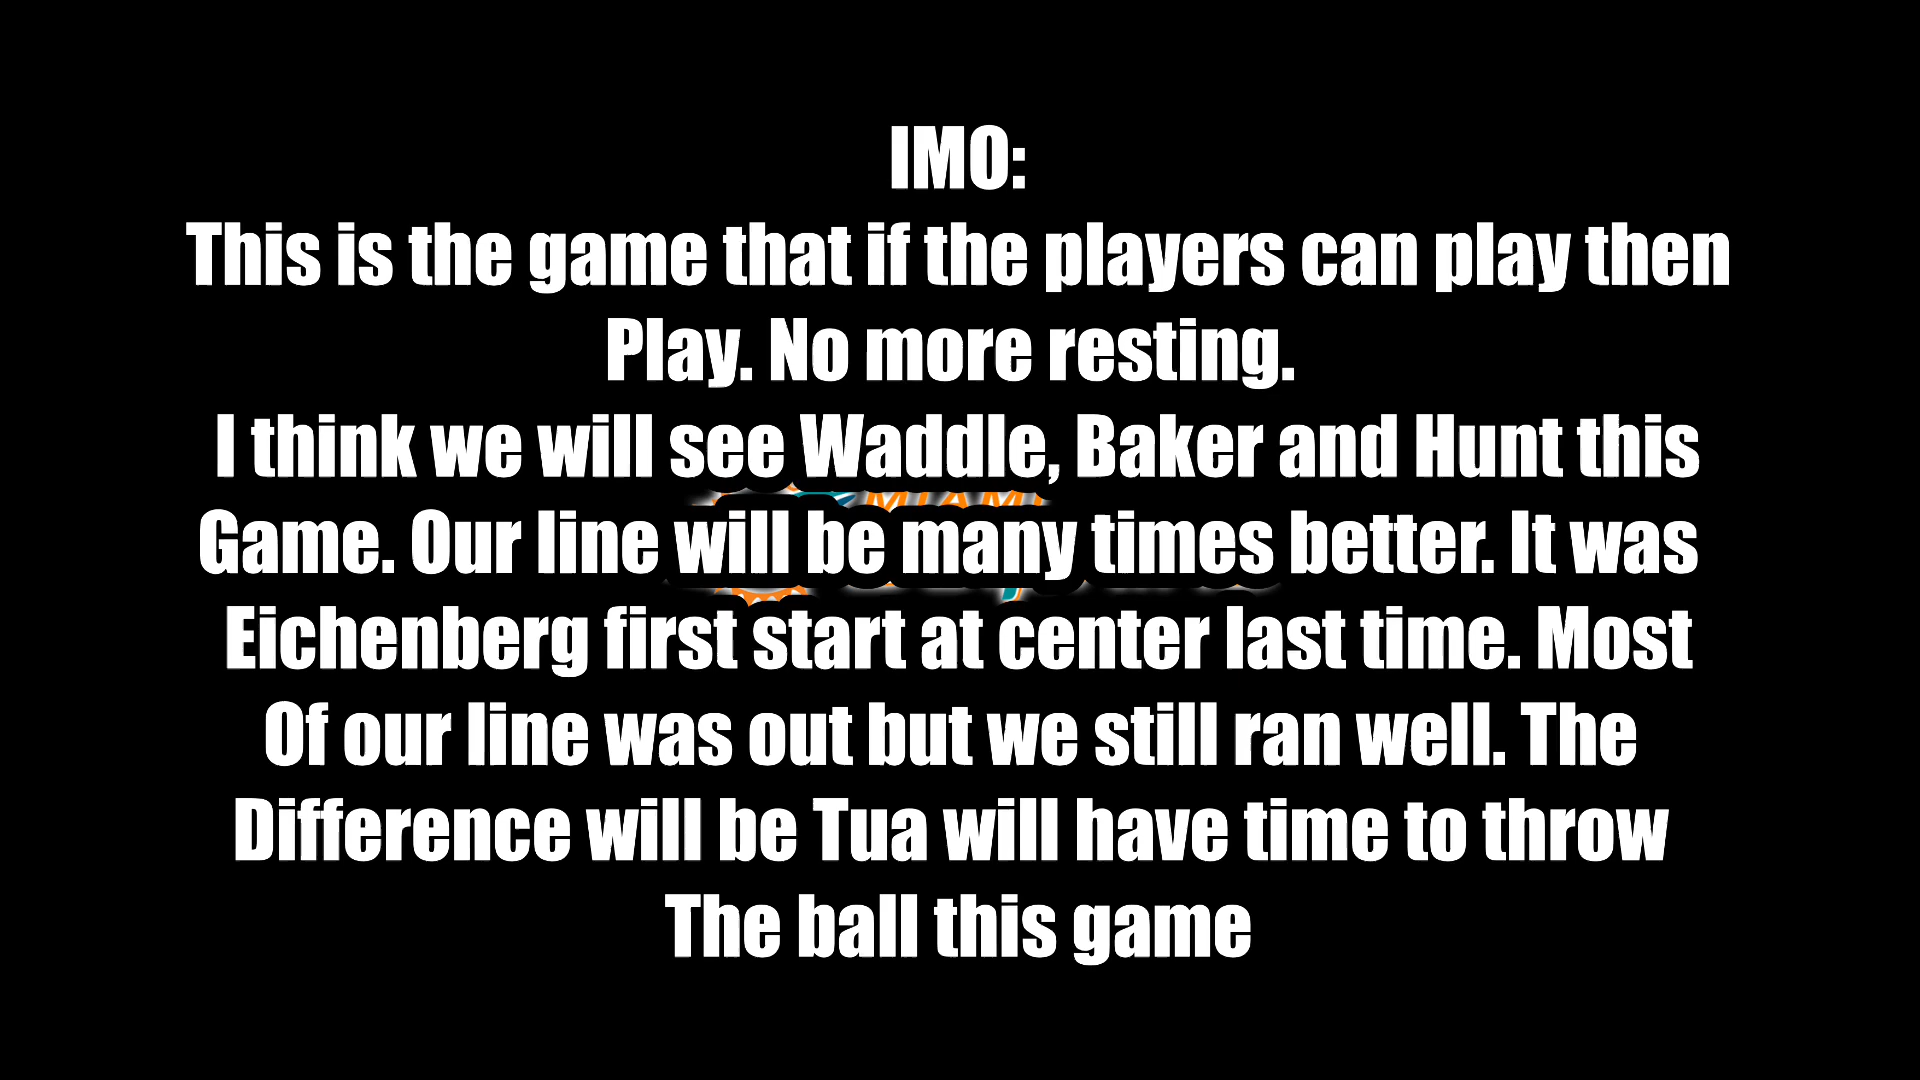 IMO:
This is the game that if the players can play then
Play. No more resting.
I think we will see Waddle, Baker and Hunt this
Game. Our line will be many times better. It was
Eichenberg first start at center last time. Most
Of our line was out but we still ran well. The
Difference will be Tua will have time to throw
The ball this game